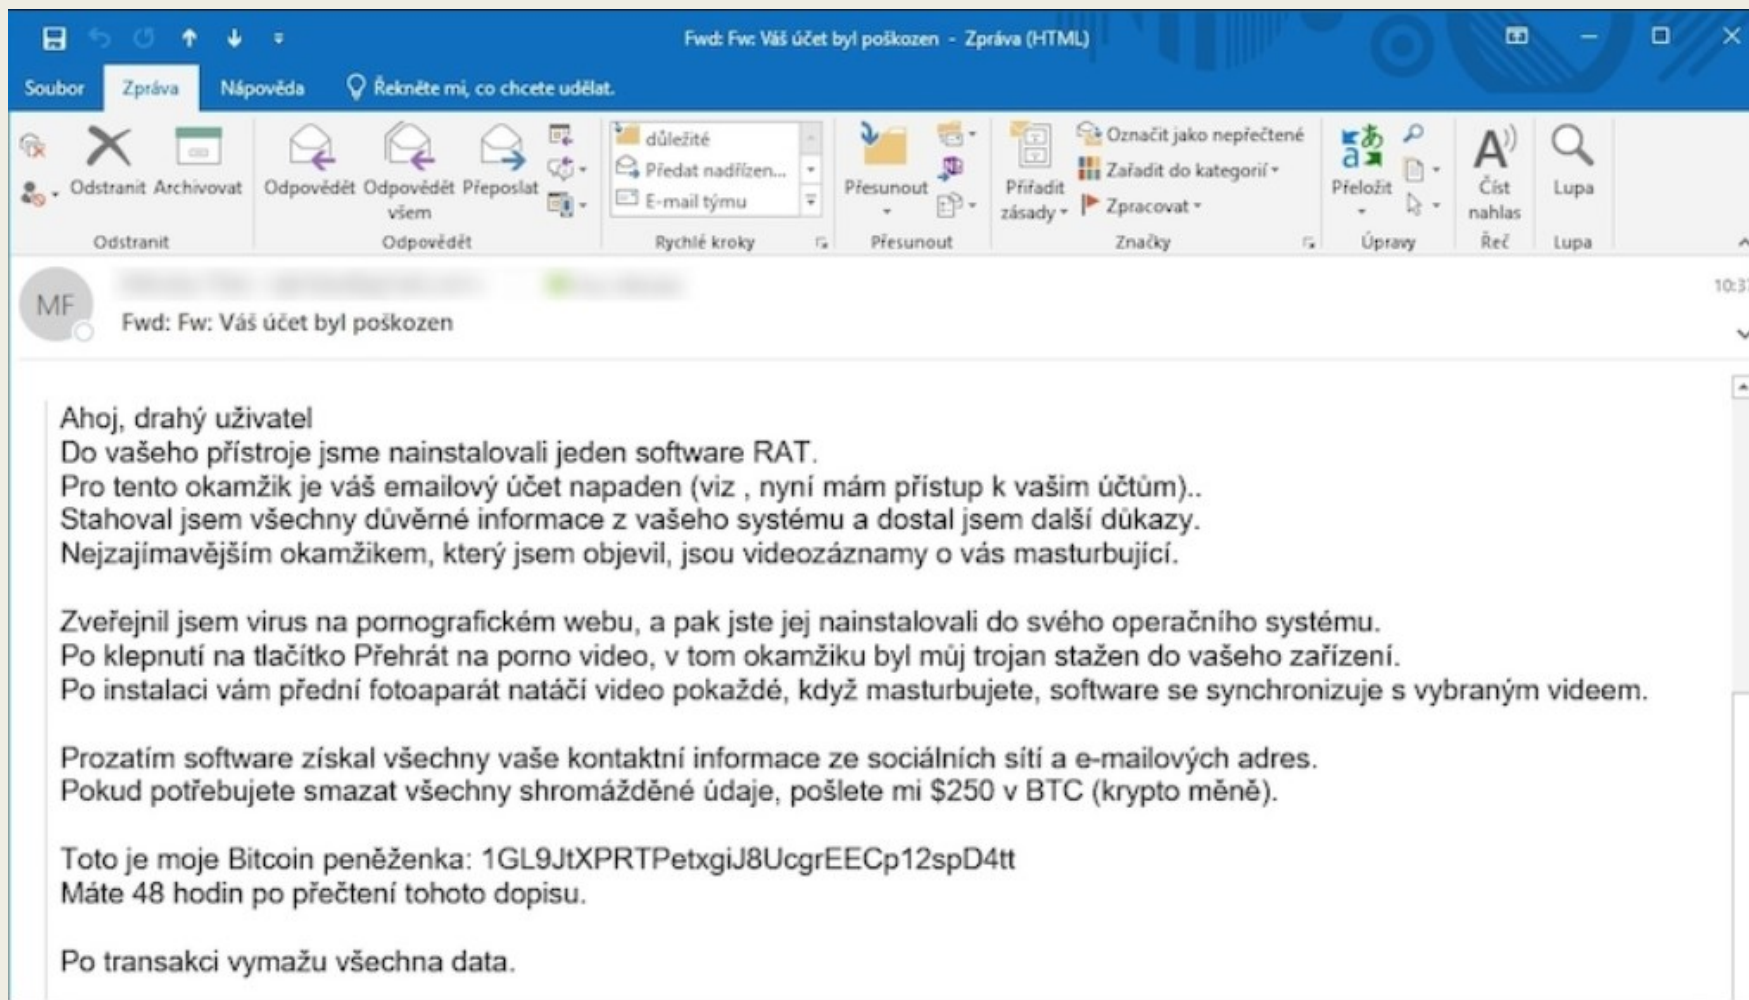 Fwd: Fw: Váš účet byl poškozen - Zpráva (HTML)
Soubor Zpráva Nápověda Řekněte mi, co chcete udělat.
Odstranit Archivovat
Odstranit
Odpovědět Odpovědět všem Přeposlat
Odpovědět
důležité
Předat nadřízen...
E-mail týmu
Rychlé kroky
Přesunout
Přesunout
Přiřadit zásady
Označit jako nepřečtené
Zařadit do kategorií
Zpracovat
Značky
Přeložit
Úpravy
Číst nahlas
Řeč
Lupa
Lupa
MF
Fwd: Fw: Váš účet byl poškozen
Ahoj, drahý uživatel
Do vašeho přístroje jsme nainstalovali jeden software RAT.
Pro tento okamžik je váš emailový účet napaden (viz , nyní mám přístup k vašim účtům)..
Stahoval jsem všechny důvěrné informace z vašeho systému a dostal jsem další důkazy.
Nejzajímavějším okamžikem, který jsem objevil, jsou videozáznamy o vás masturbující.
Zveřejnil jsem virus na pornografickém webu, a pak jste jej nainstalovali do svého operačního systému.
Po klepnutí na tlačítko Přehrát na porno video, v tom okamžiku byl můj trojan stažen do vašeho zařízení.
Po instalaci vám přední fotoaparát natáčí video pokaždé, když masturbujete, software se synchronizuje s vybraným videem.
Prozatím software získal všechny vaše kontaktní informace ze sociálních sítí a e-mailových adres.
Pokud potřebujete smazat všechny shromážděné údaje, pošlete mi $250 v BTC (krypto měně).
Toto je moje Bitcoin peněženka: 1GL9JtXPRTPetxgiJ8UcgrEECp12spD4tt
Máte 48 hodin po přečtení tohoto dopisu.
Po transakci vymažu všechna data.